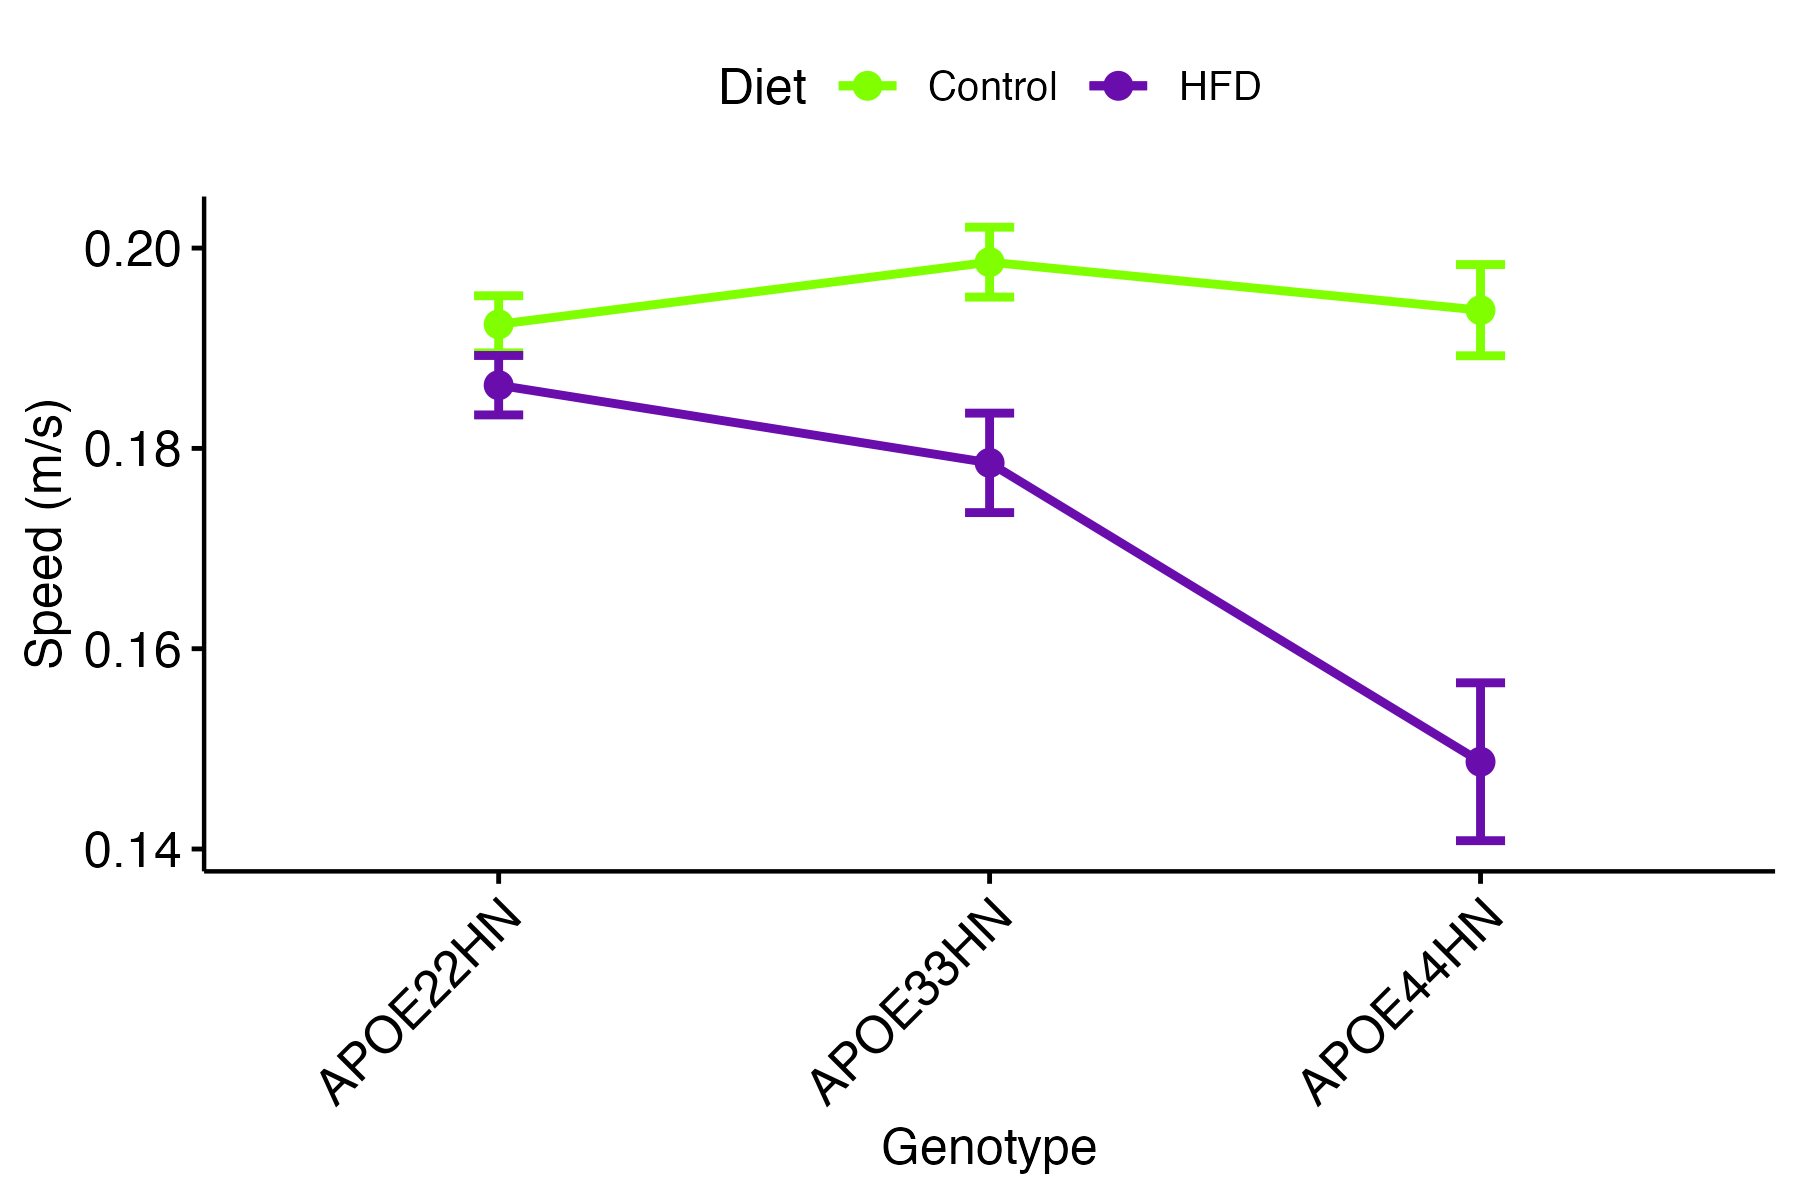 Diet Control HFD
0.20
0.18
0.16
0.14
Speed (m/s)
APOE22HN
APOE33HN
APOE44HN
Genotype